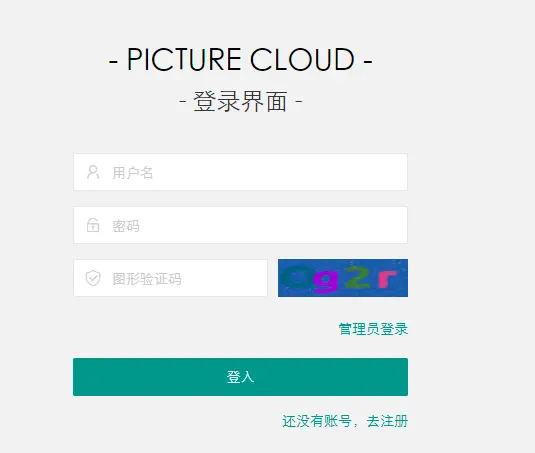 - PICTURE CLOUD -
- 登录界面 -
用户名
密码
图形验证码 Og2r
管理员登录
登入
还没有账号，去注册